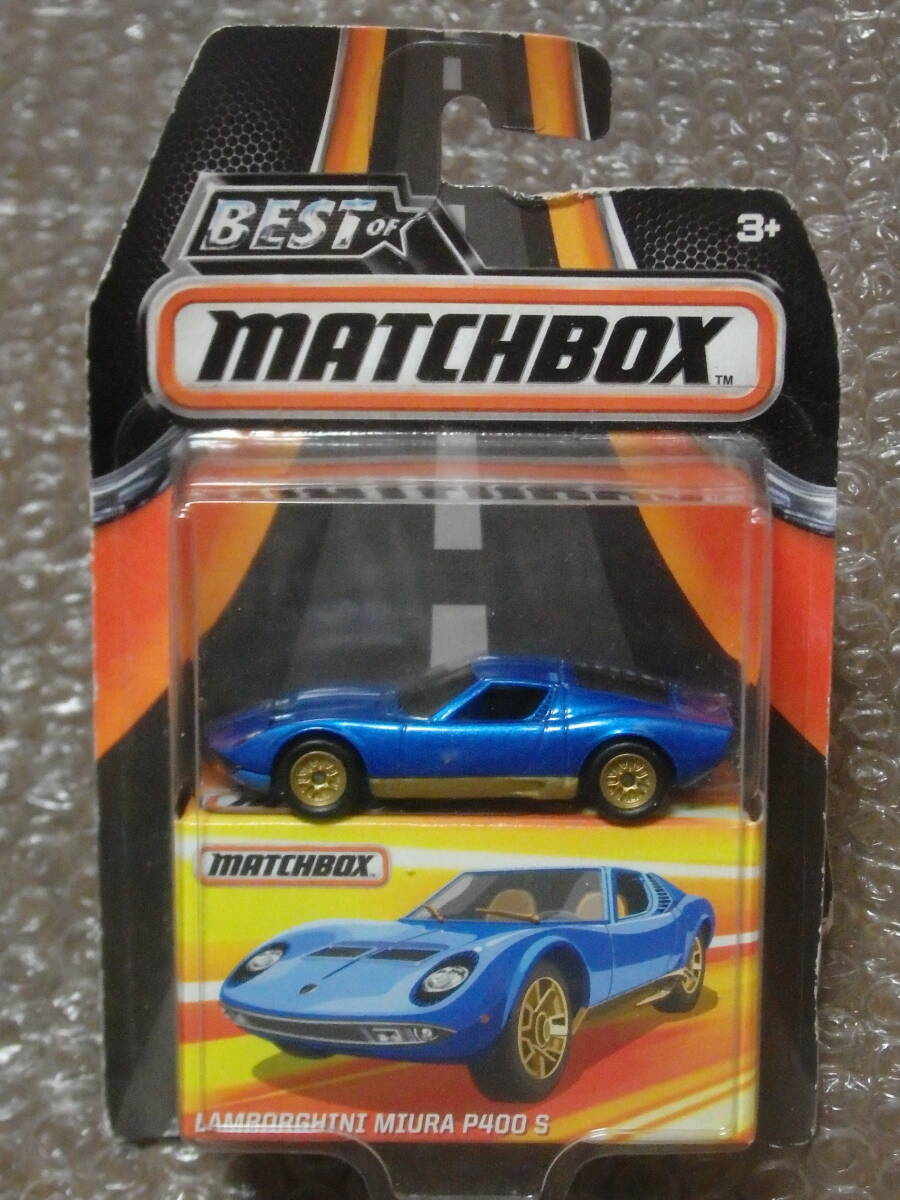 BEST OF
3+
MATCHBOX TM
MATCHBOX
LAMBORGHINI MIURA P400 S